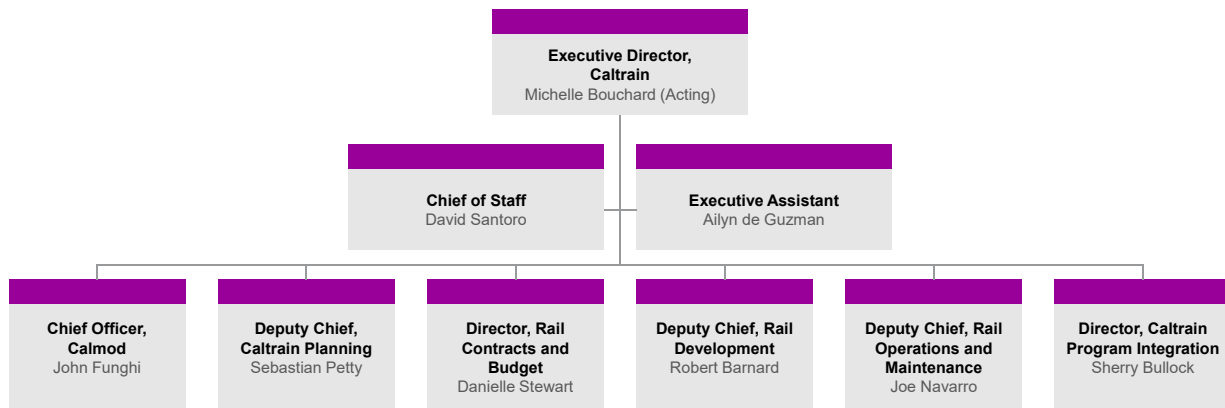 Executive Director,
Caltrain
Michelle Bouchard (Acting)
Chief of Staff
David Santoro
Executive Assistant
Ailyn de Guzman
Chief Officer,
Calmod
John Funghi
Deputy Chief,
Caltrain Planning
Sebastian Petty
Director, Rail
Contracts and
Budget
Danielle Stewart
Deputy Chief, Rail
Development
Robert Barnard
Deputy Chief, Rail
Operations and
Maintenance
Joe Navarro
Director, Caltrain
Program Integration
Sherry Bullock